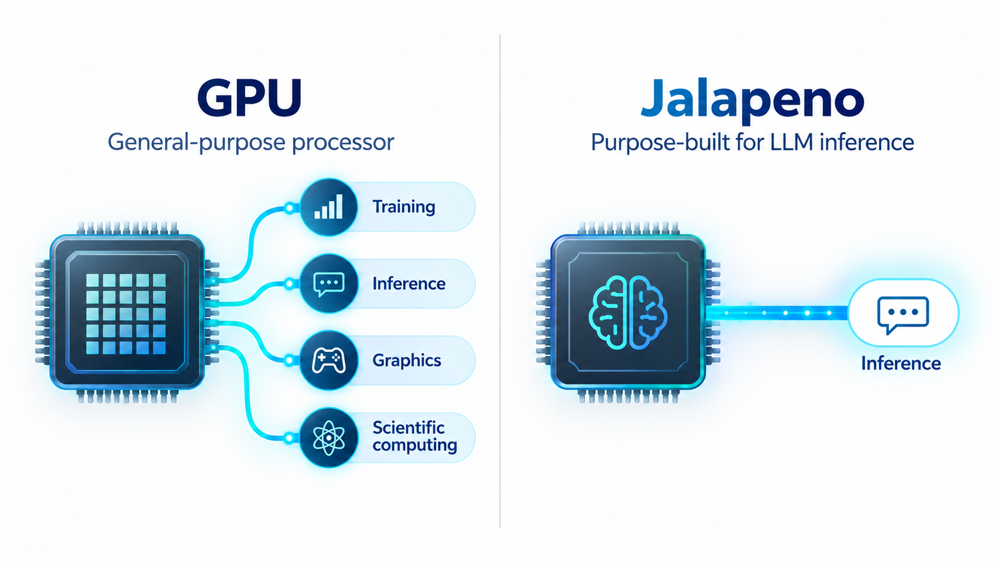 GPU
General-purpose processor
Training
Inference
Graphics
Scientific
computing
Jalapeno
Purpose-built for LLM inference
Inference